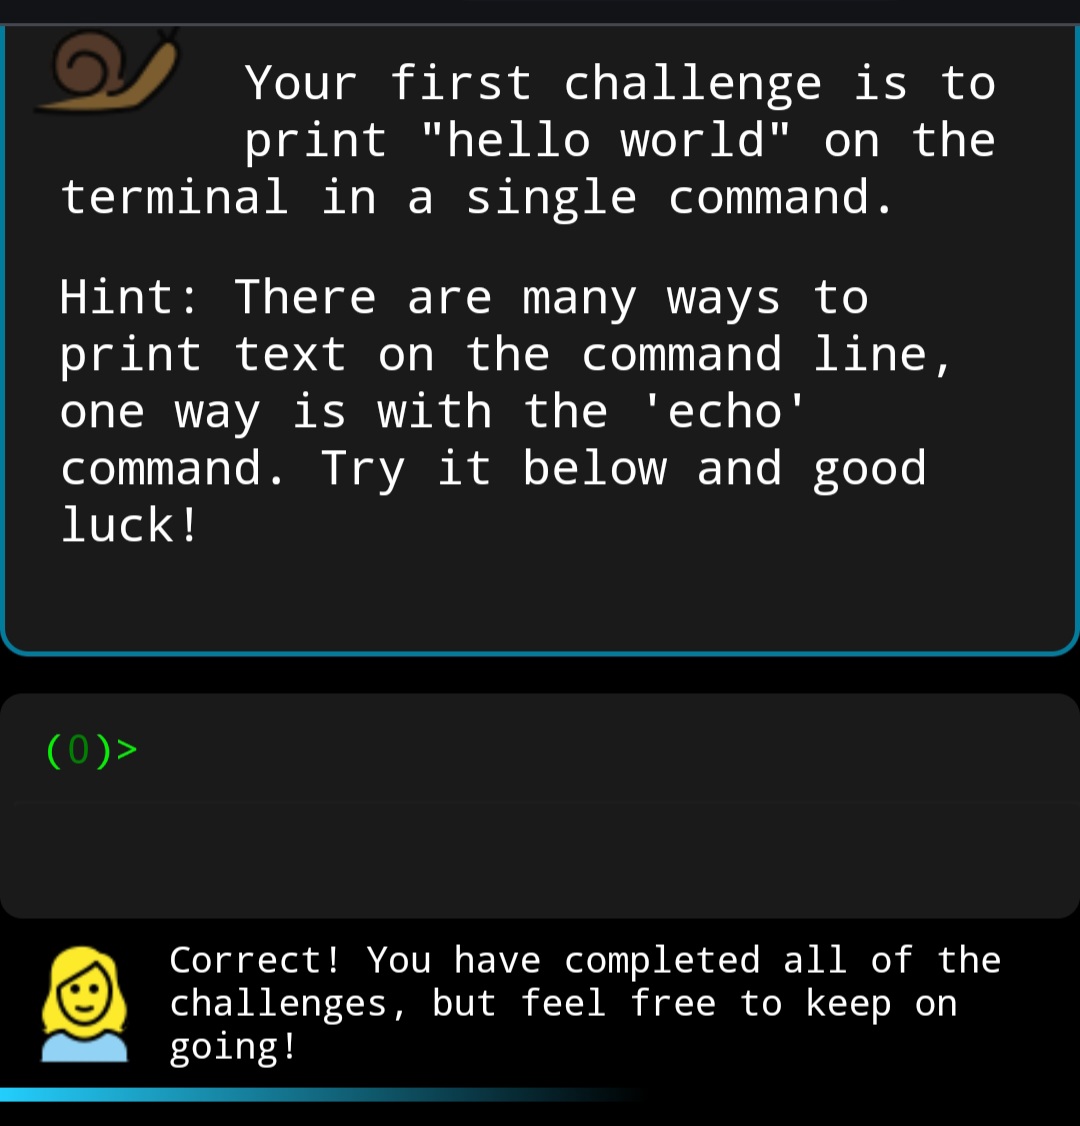 Your first challenge is to
print "hello world" on the
terminal in a single command.
Hint: There are many ways to
print text on the command line,
one way is with the 'echo'
command. Try it below and good
luck!
(0)>
Correct! You have completed all of the
challenges, but feel free to keep on
going!